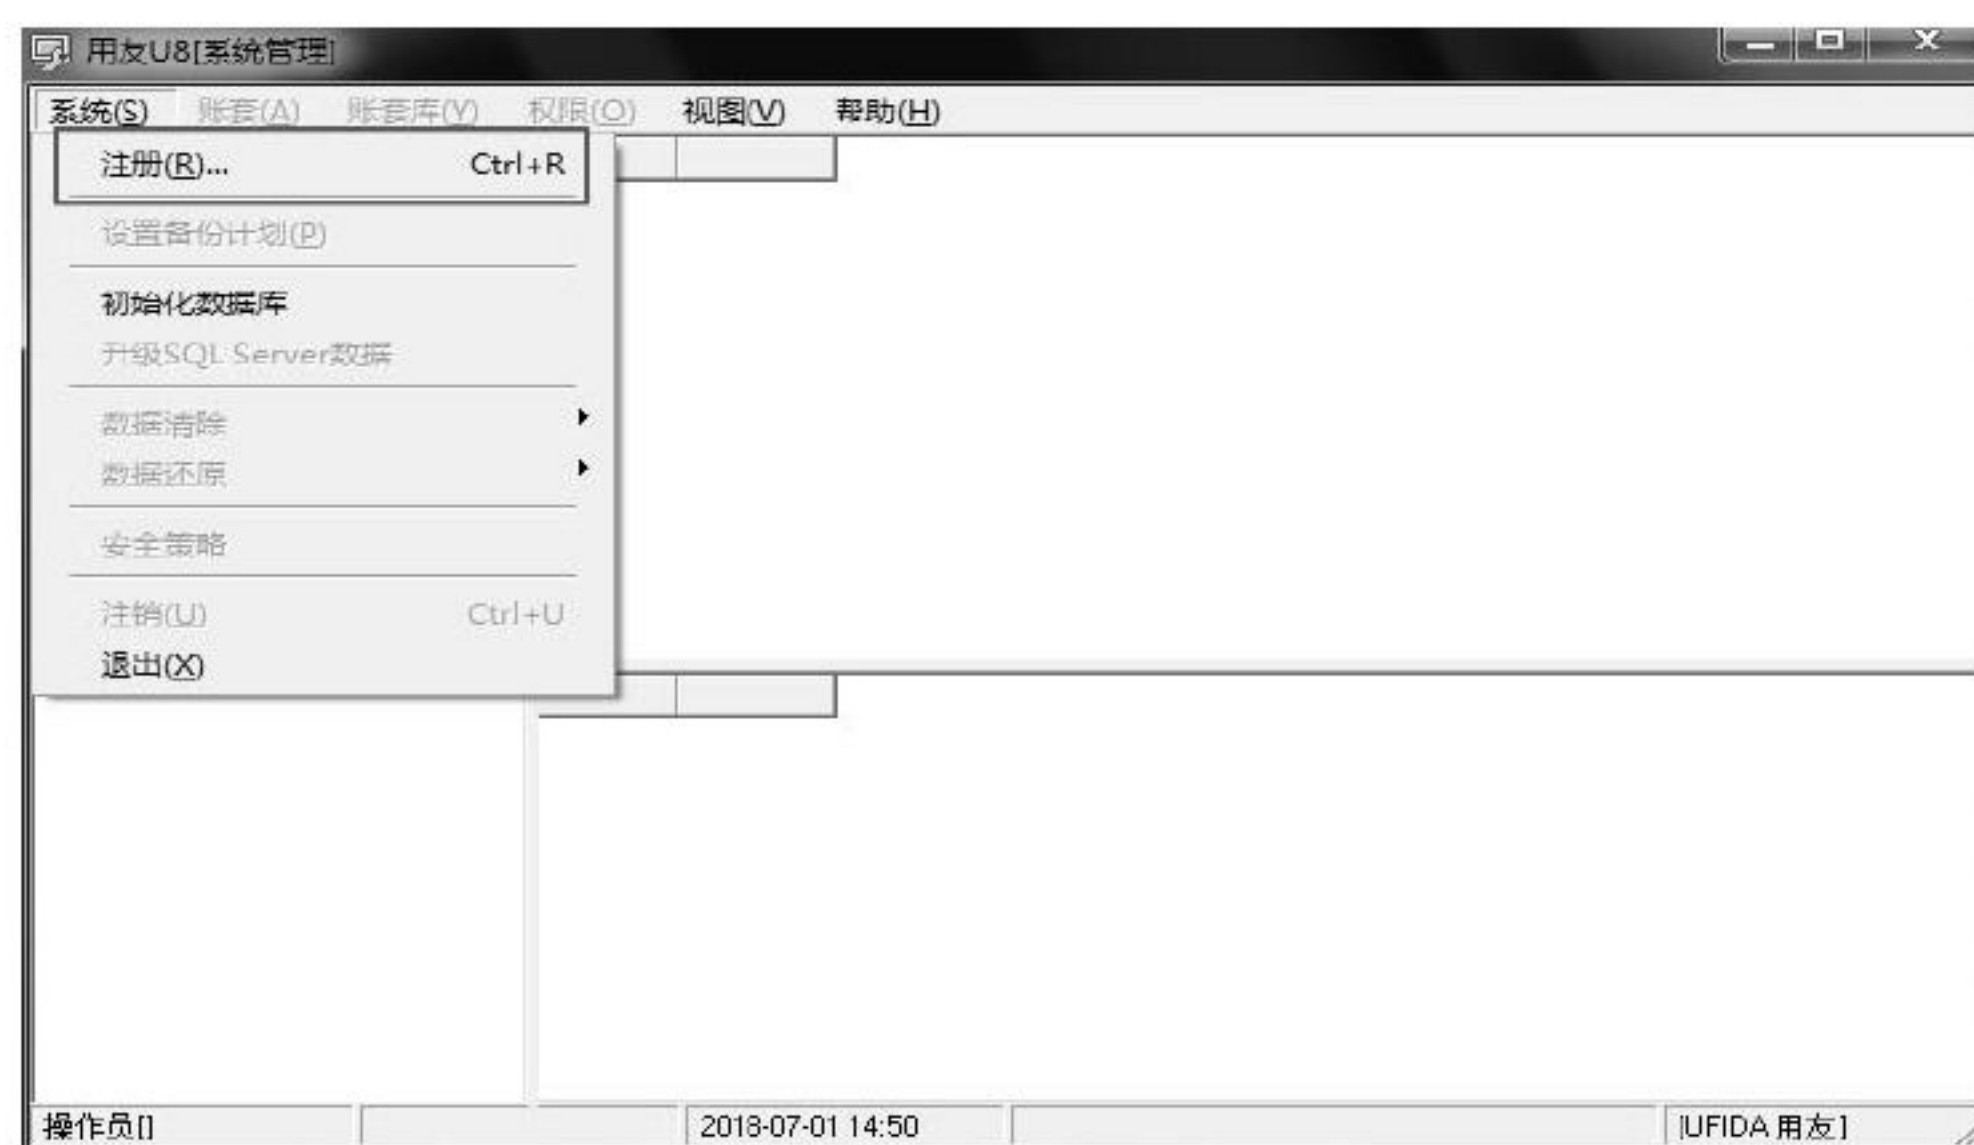 用友U8[系统管理]
系统(S) 账套(A) 账套库(Y) 权限(O) 视图(V) 帮助(H)
注册(R)... Ctrl+R
设置备份计划(P)
初始化数据库
升级SQL Server数据
数据清除
数据还原
安全策略
注销(U) Ctrl+U
退出(X)
操作员[] 2018-07-01 14:50 [UFIDA 用友]